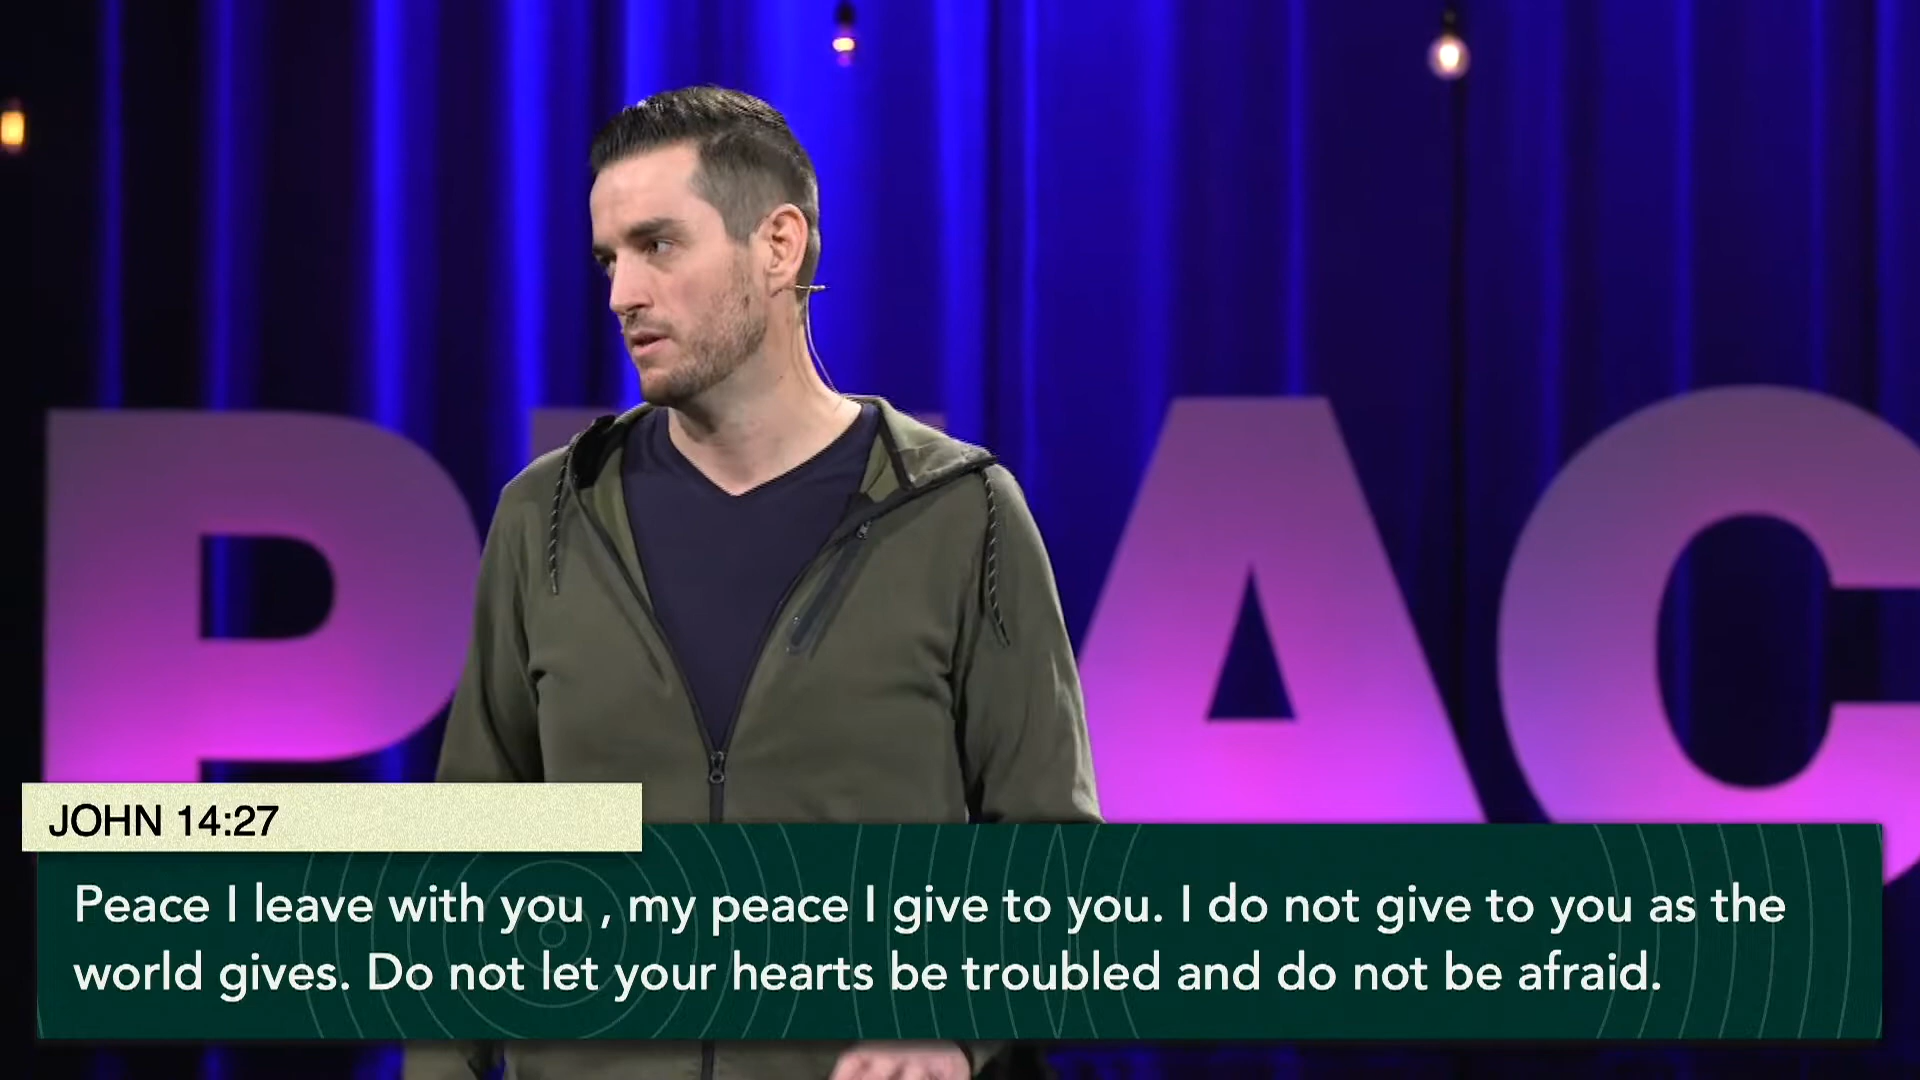 P AC
JOHN 14:27
Peace I leave with you , my peace I give to you. I do not give to you as the
world gives. Do not let your hearts be troubled and do not be afraid.